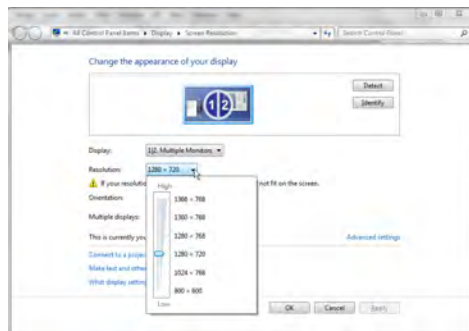 All Control Panel Items ▸ Display ▸ Screen Resolution
Search Control Panel
Change the appearance of your display
1|2
Detect
Identify
Display: 1|2. Multiple Monitors
Resolution: 1280 × 720
If your resolutio
not fit on the screen.
High
Orientation:
1366 × 768
Multiple displays:
1360 × 768
This is currently you
1280 × 768
Advanced settings
Connect to a projec
1280 × 720
Make text and other
1024 × 768
What display setting
800 × 600
Low
OK
Cancel
Apply